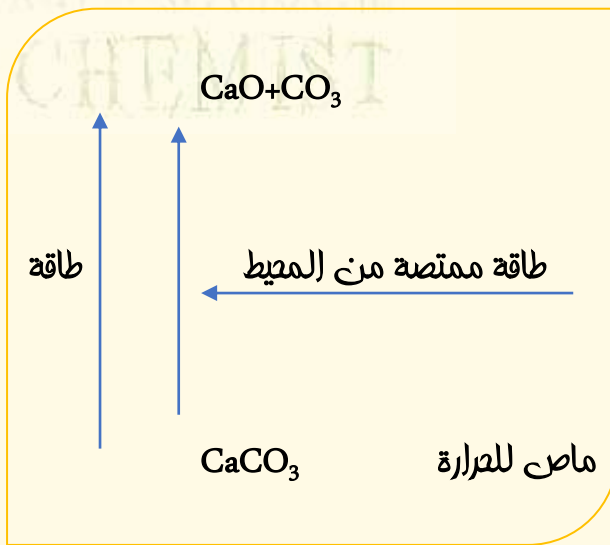 CHEMIST
CaO+CO₃
طاقة
طاقة ممتصة من المحيط
CaCO₃
ماص للحرارة